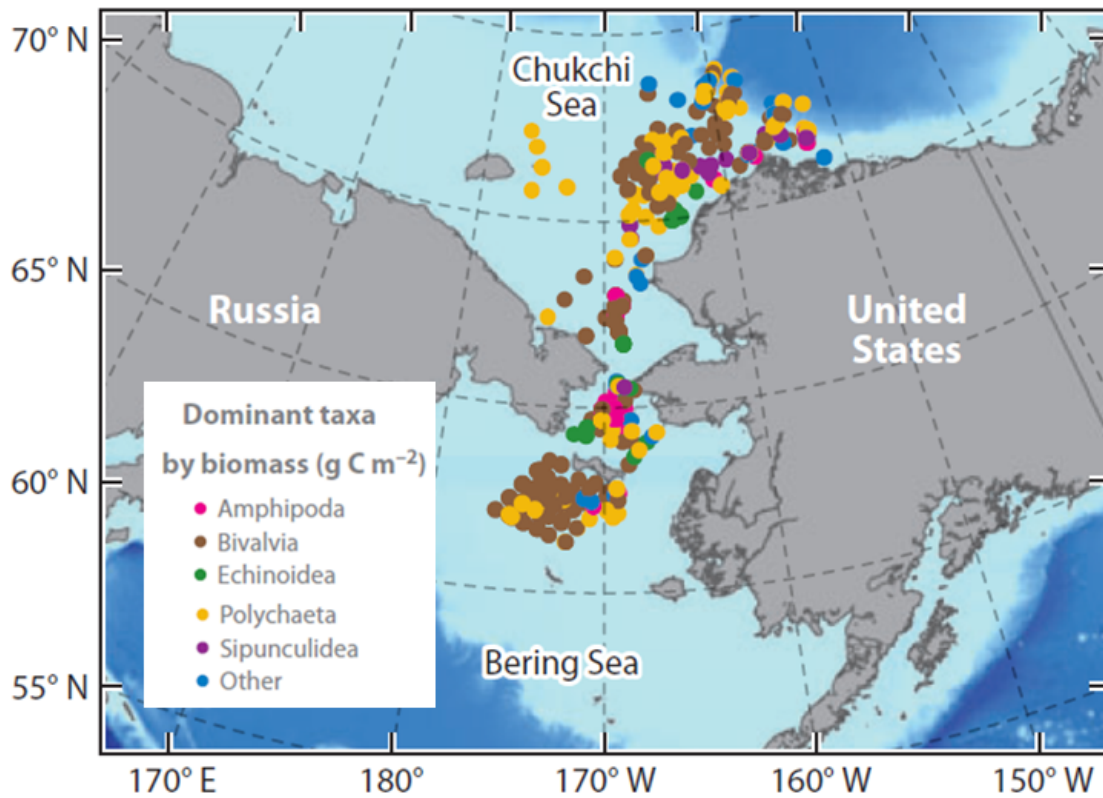 70° N
65° N
60° N
55° N
Chukchi
Sea
Russia
United
States
Dominant taxa
by biomass (g C m⁻²)
Amphipoda
Bivalvia
Echinoidea
Polychaeta
Sipunculidea
Other
Bering Sea
170° E
180°
170° W
160° W
150° W